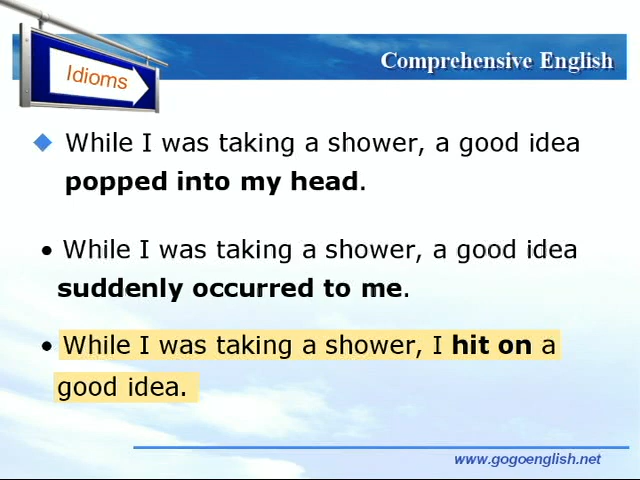 Idioms
Comprehensive English
While I was taking a shower, a good idea
popped into my head.
While I was taking a shower, a good idea
suddenly occurred to me.
While I was taking a shower, I hit on a
good idea.
www.gogoenglish.net